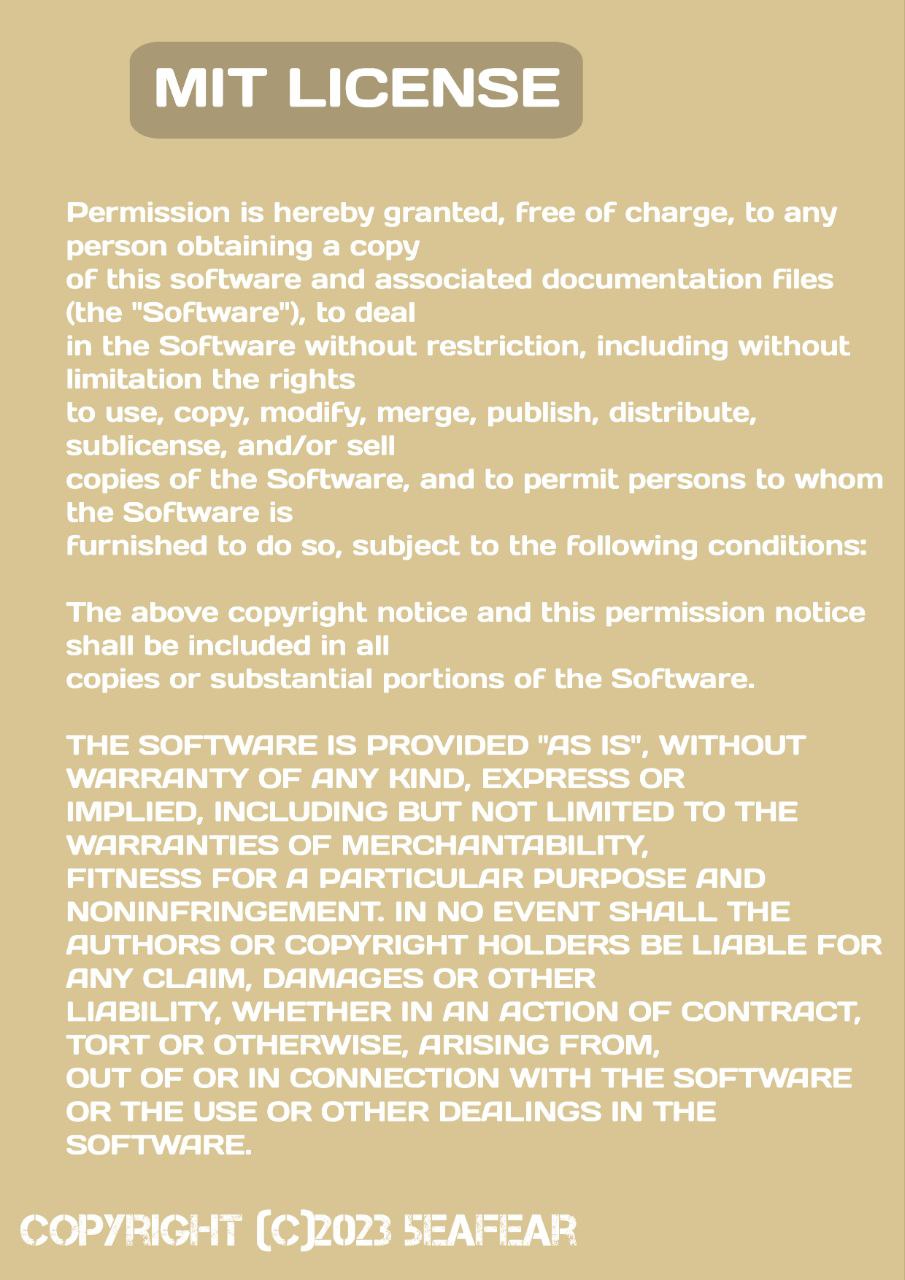 MIT LICENSE
Permission is hereby granted, free of charge, to any
person obtaining a copy
of this software and associated documentation files
(the "Software"), to deal
in the Software without restriction, including without
limitation the rights
to use, copy, modify, merge, publish, distribute,
sublicense, and/or sell
copies of the Software, and to permit persons to whom
the Software is
furnished to do so, subject to the following conditions:
The above copyright notice and this permission notice
shall be included in all
copies or substantial portions of the Software.
THE SOFTWARE IS PROVIDED "AS IS", WITHOUT
WARRANTY OF ANY KIND, EXPRESS OR
IMPLIED, INCLUDING BUT NOT LIMITED TO THE
WARRANTIES OF MERCHANTABILITY,
FITNESS FOR A PARTICULAR PURPOSE AND
NONINFRINGEMENT. IN NO EVENT SHALL THE
AUTHORS OR COPYRIGHT HOLDERS BE LIABLE FOR
ANY CLAIM, DAMAGES OR OTHER
LIABILITY, WHETHER IN AN ACTION OF CONTRACT,
TORT OR OTHERWISE, ARISING FROM,
OUT OF OR IN CONNECTION WITH THE SOFTWARE
OR THE USE OR OTHER DEALINGS IN THE
SOFTWARE.
COPYRIGHT (C)2023 SEAFEAR